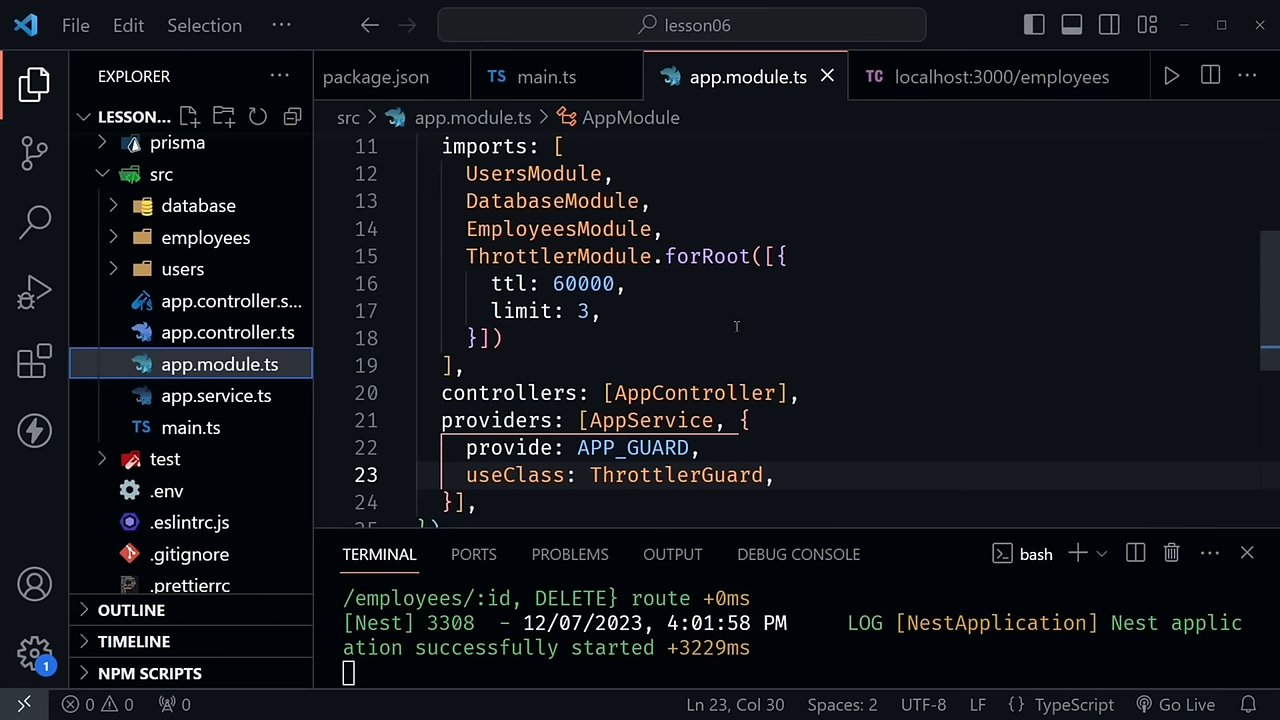 File Edit Selection ··· lesson06
EXPLORER ···
LESSON...
prisma
src
database
employees
users
app.controller.s...
app.controller.ts
app.module.ts
app.service.ts
TS main.ts
test
.env
.eslintrc.js
.gitignore
.prettierrc
OUTLINE
TIMELINE
NPM SCRIPTS
1
package.json TS main.ts app.module.ts TC localhost:3000/employees ···
src > app.module.ts > AppModule
11 imports: [
12 UsersModule,
13 DatabaseModule,
14 EmployeesModule,
15 ThrottlerModule.forRoot([{
16 ttl: 60000,
17 limit: 3,
18 }])
19 ],
20 controllers: [AppController],
21 providers: [AppService, {
22 provide: APP_GUARD,
23 useClass: ThrottlerGuard,
24 }],
25 })
TERMINAL PORTS PROBLEMS OUTPUT DEBUG CONSOLE bash ···
/employees/:id, DELETE} route +0ms
[Nest] 3308 - 12/07/2023, 4:01:58 PM LOG [NestApplication] Nest applic
ation successfully started +3229ms
0 0 0 Ln 23, Col 30 Spaces: 2 UTF-8 LF {} TypeScript Go Live